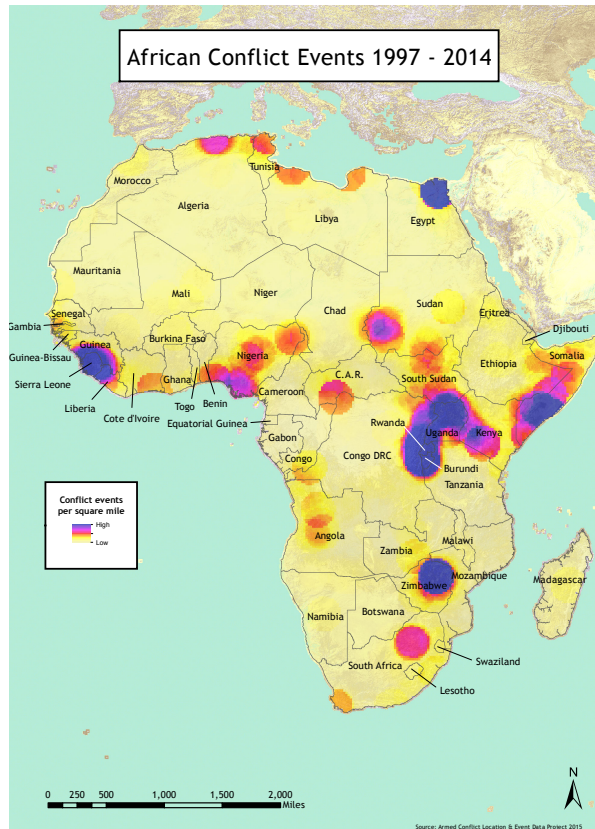 African Conflict Events 1997 - 2014
Tunisia
Morocco
Algeria
Libya
Egypt
Mauritania
Mali
Niger
Chad
Sudan
Eritrea
Djibouti
Senegal
Gambia
Guinea-Bissau
Guinea
Sierra Leone
Liberia
Cote d'Ivoire
Burkina Faso
Ghana
Togo
Benin
Nigeria
Cameroon
Equatorial Guinea
C.A.R.
South Sudan
Ethiopia
Somalia
Gabon
Congo
Congo DRC
Rwanda
Uganda
Kenya
Burundi
Tanzania
Conflict events
per square mile
High
Low
Angola
Zambia
Malawi
Mozambique
Zimbabwe
Madagascar
Namibia
Botswana
South Africa
Swaziland
Lesotho
N
0 250 500 1,000 1,500 2,000
Miles
Source: Armed Conflict Location & Event Data Project 2015